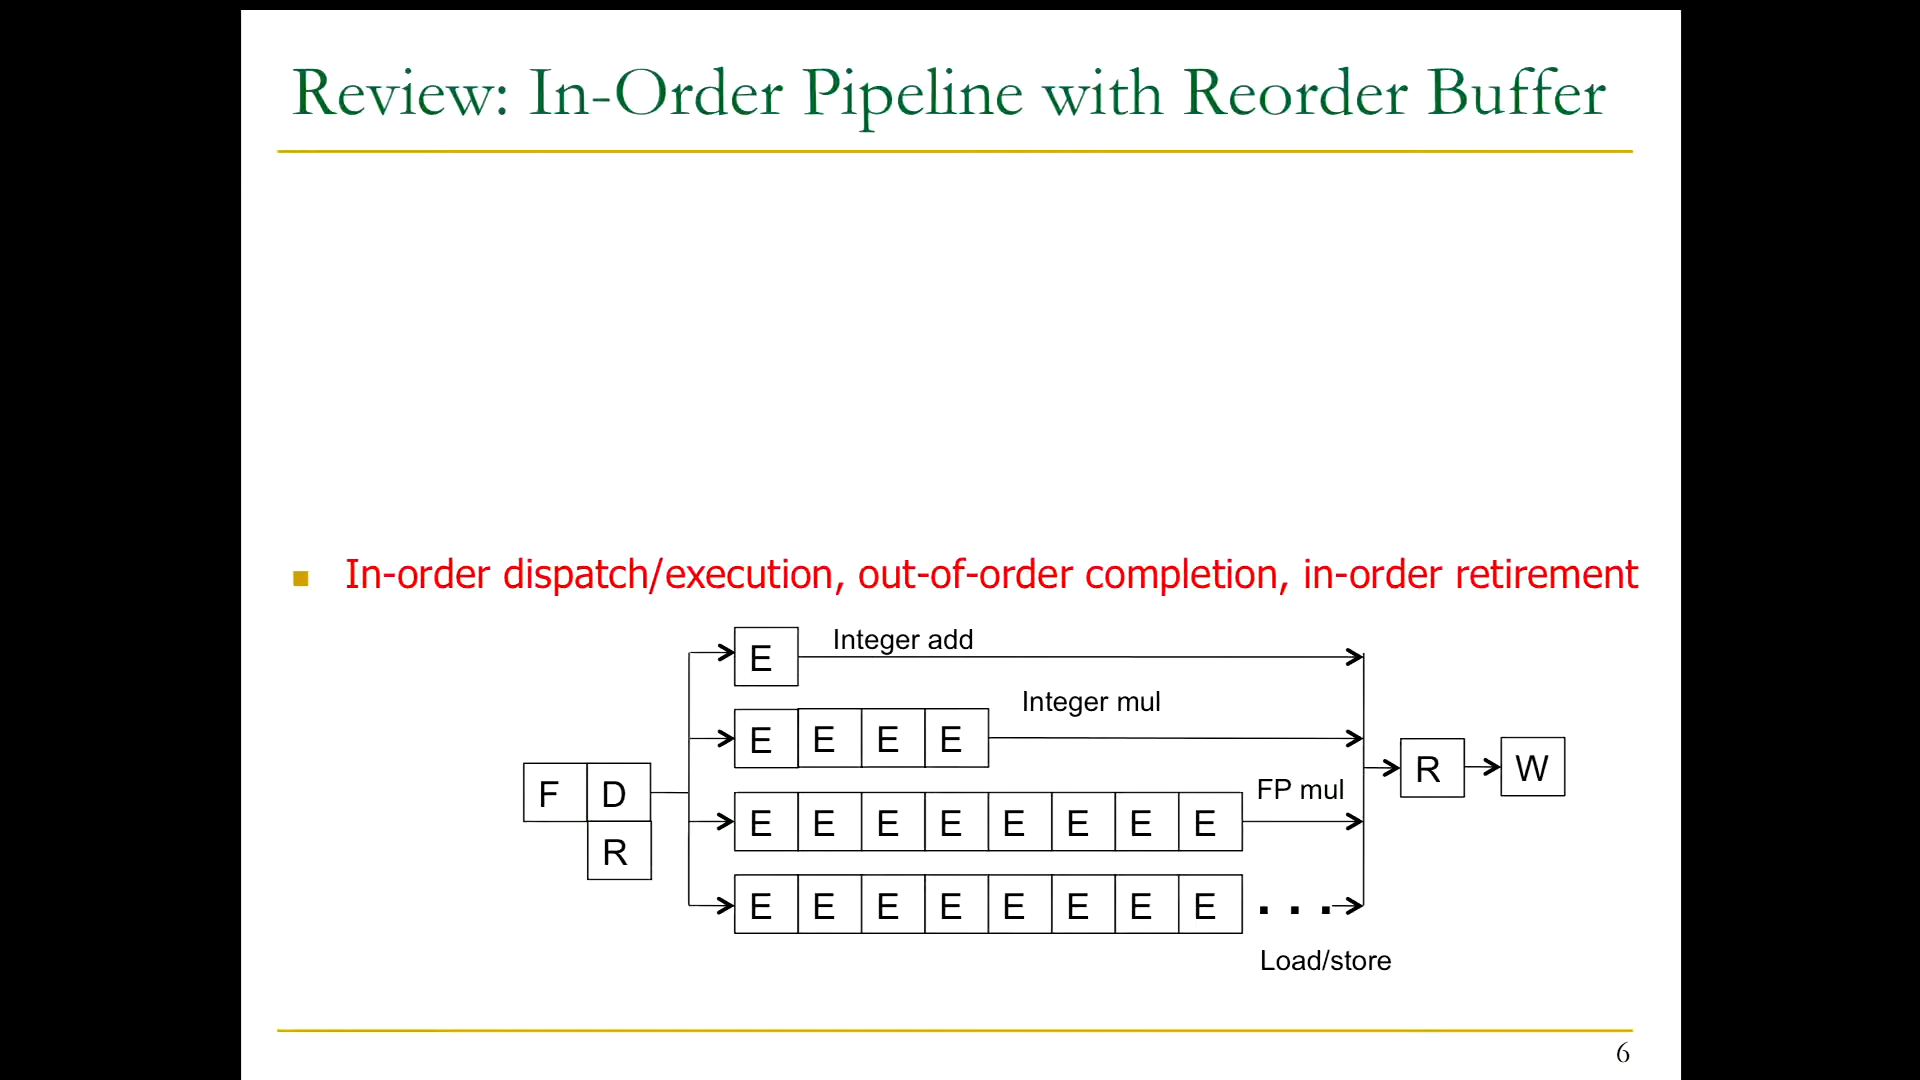 Review: In-Order Pipeline with Reorder Buffer
In-order dispatch/execution, out-of-order completion, in-order retirement
E Integer add
Integer mul
E E E E
F D
R
FP mul
E E E E E E E E
R W
E E E E E E E E . . .
Load/store
6